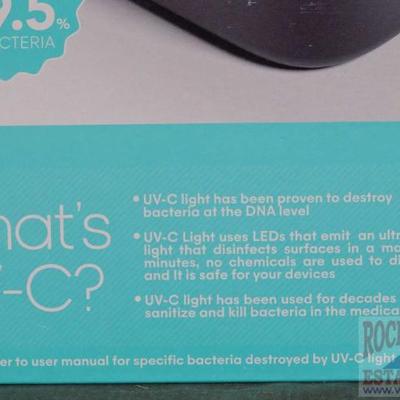 9.5%
ACTERIA
hat's
V-C?
• UV-C light has been proven to destroy
bacteria at the DNA level
• UV-C Light uses LEDs that emit an ultr
light that disinfects surfaces in a ma
minutes, no chemicals are used to di
and It is safe for your devices
• UV-C light has been used for decades
sanitize and kill bacteria in the medica
er to user manual for specific bacteria destroyed by UV-C light
ROCK
ESTA
www.